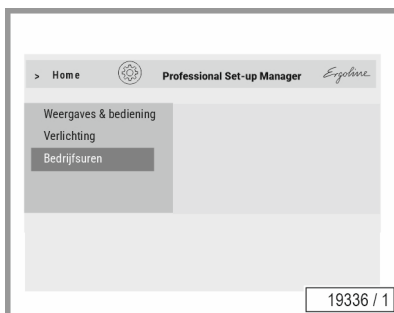 > Home Professional Set-up Manager Ergoline
Weergaves & bediening
Verlichting
Bedrijfsuren
19336 / 1